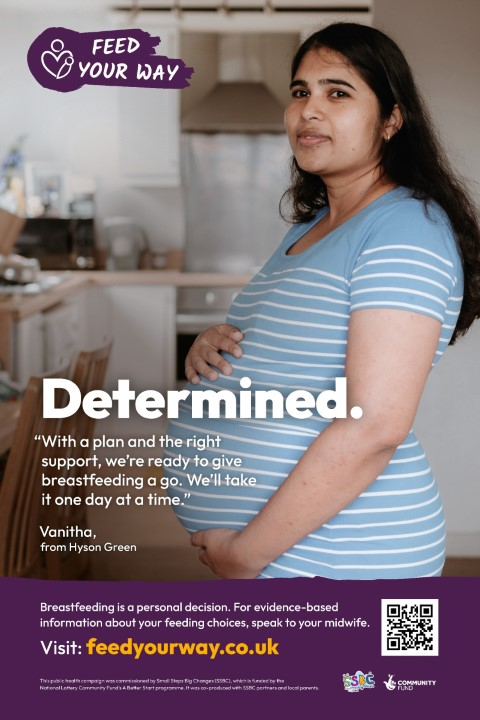 FEED
YOUR WAY
Determined.
“With a plan and the right
support, we’re ready to give
breastfeeding a go. We’ll take
it one day at a time.”
Vanitha,
from Hyson Green
Breastfeeding is a personal decision. For evidence-based
information about your feeding choices, speak to your midwife.
Visit: feedyourway.co.uk
This public health campaign was commissioned by Small Steps Big Changes (SSBC), which is funded by the
National Lottery Community Fund's A Better Start programme. It was co-produced with SSBC partners and local parents.
SSBC
COMMUNITY
FUND